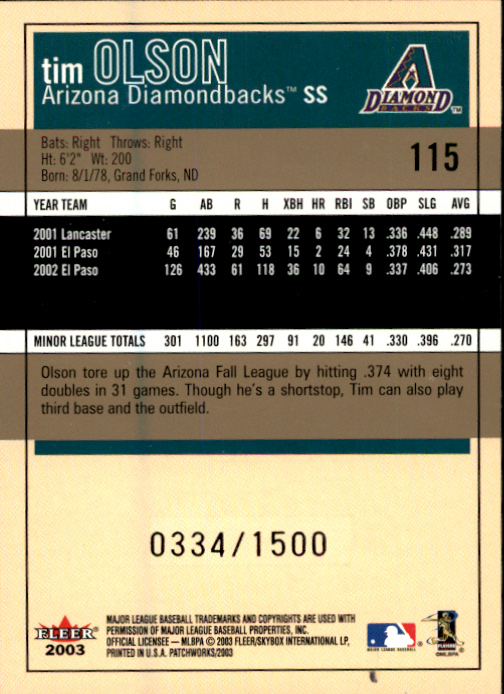 tim OLSON
Arizona Diamondbacks™ SS
A
DIAMOND
BACKS
™
115
Bats: Right Throws: Right
Ht: 6'2" Wt: 200
Born: 8/1/78, Grand Forks, ND
YEAR TEAM G AB R H XBH HR RBI SB OBP SLG AVG
2001 Lancaster 61 239 36 69 22 6 32 13 .336 .448 .289
2001 El Paso 46 167 29 53 15 2 24 4 .378 .431 .317
2002 El Paso 126 433 61 118 36 10 64 9 .337 .406 .273
MINOR LEAGUE TOTALS 301 1100 163 297 91 20 146 41 .330 .396 .270
Olson tore up the Arizona Fall League by hitting .374 with eight
doubles in 31 games. Though he's a shortstop, Tim can also play
third base and the outfield.
0334/1500
FLEER
2003
MAJOR LEAGUE BASEBALL TRADEMARKS AND COPYRIGHTS ARE USED WITH
PERMISSION OF MAJOR LEAGUE BASEBALL PROPERTIES, INC.
OFFICIAL LICENSEE — MLBPA © 2003 FLEER/SKYBOX INTERNATIONAL LP,
PRINTED IN U.S.A. PATCHWORKS/2003
MAJOR LEAGUE BASEBALL
PLAYERS
©MLBPA